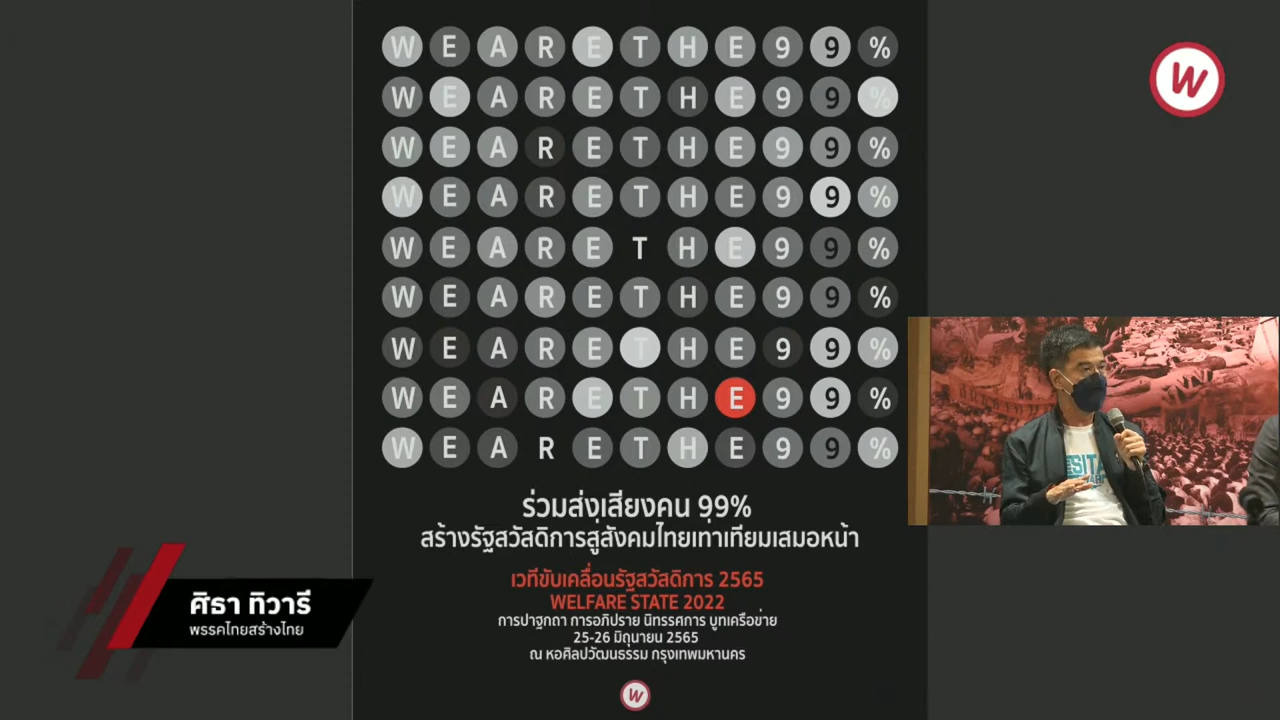 WEARETHE99%
WEARETHE99%
WEARETHE99%
WEARETHE99%
WEARETHE99%
WEARETHE99%
WEARETHE99%
WEARETHE99%
WEARETHE99%
ร่วมส่งเสียงคน 99%
สร้างรัฐสวัสดิการสู่สังคมไทยเท่าเทียมเสมอหน้า
เวทีขับเคลื่อนรัฐสวัสดิการ 2565
WELFARE STATE 2022
การปาฐกถา การอภิปราย นิทรรศการ บูทเครือข่าย
25-26 มิถุนายน 2565
ณ หอศิลปวัฒนธรรม กรุงเทพมหานคร
W
W
ศิธา ทิวารี
พรรคไทยสร้างไทย